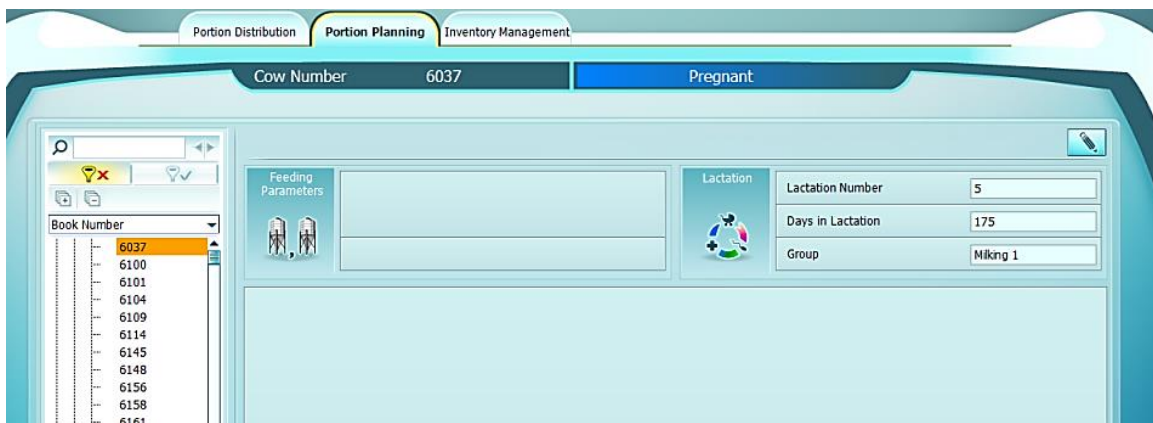 Portion Distribution Portion Planning Inventory Management
Cow Number 6037 Pregnant
Book Number
6037
6100
6101
6104
6109
6114
6145
6148
6156
6158
6161
Feeding
Parameters
Lactation
Lactation Number 5
Days in Lactation 175
Group Milking 1